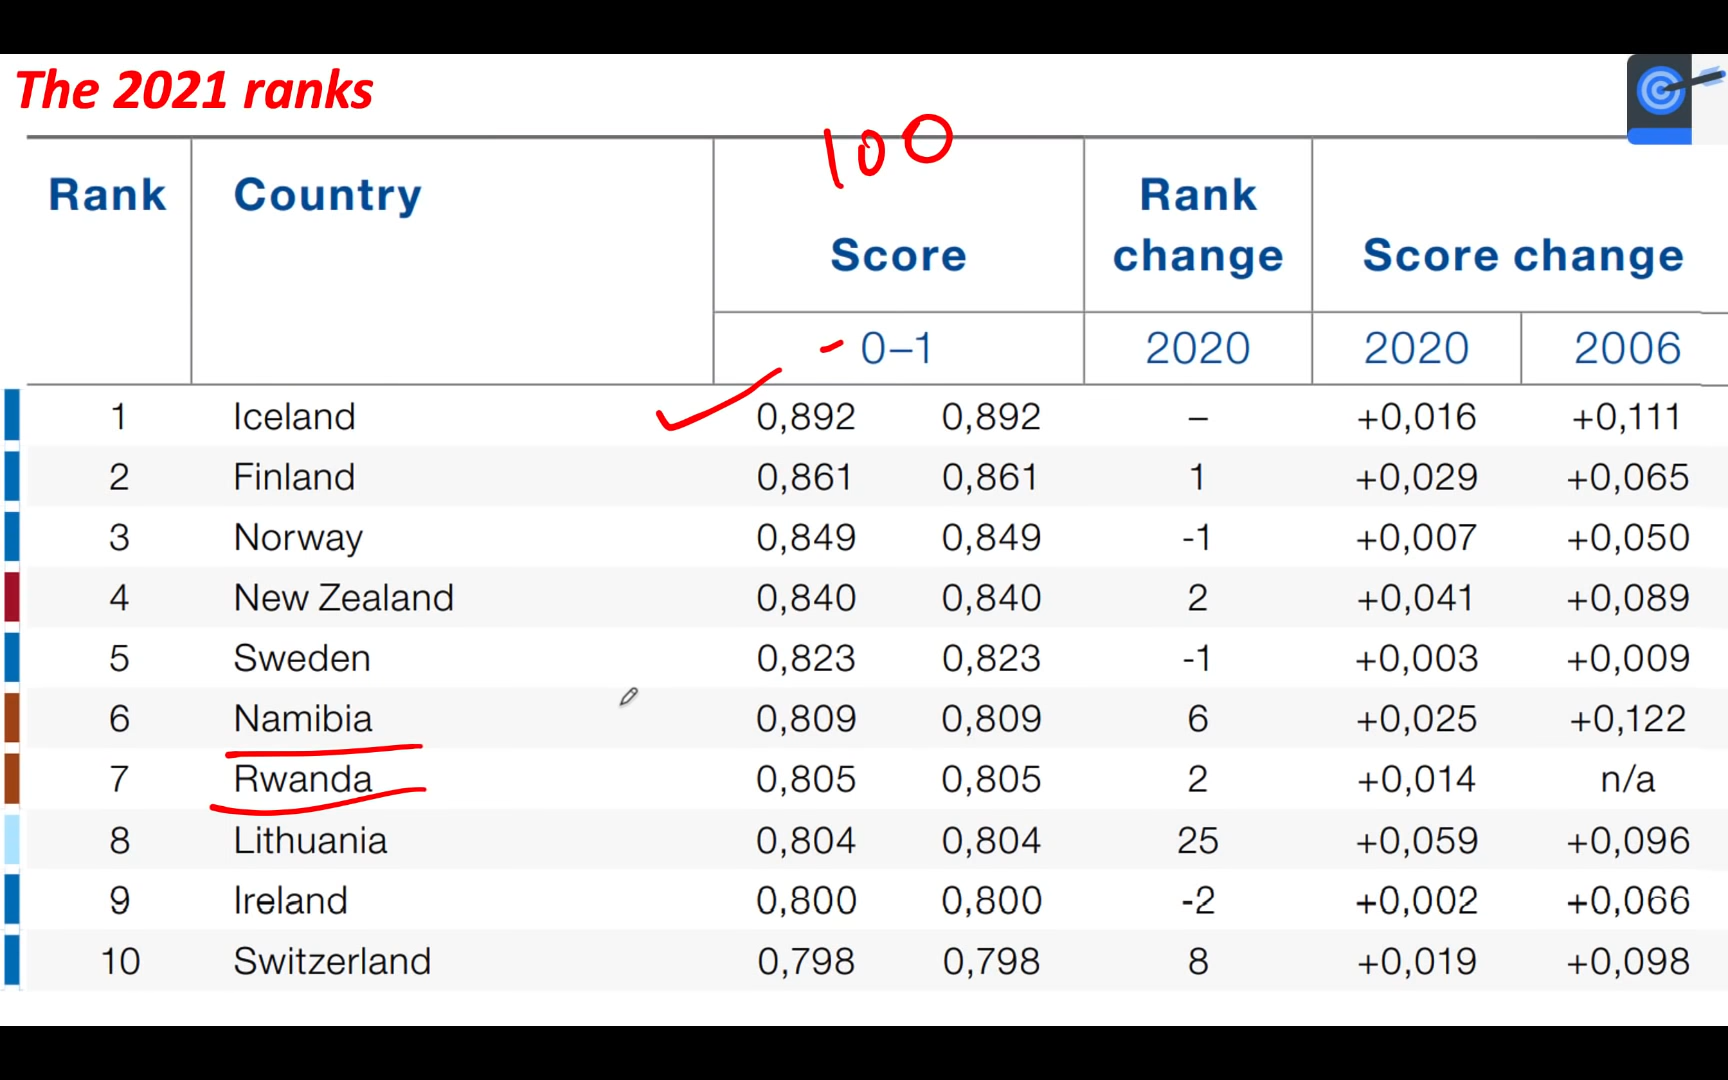 The 2021 ranks
100
Rank Country Score Rank change Score change
0–1 2020 2020 2006
1 Iceland 0,892 0,892 – +0,016 +0,111
2 Finland 0,861 0,861 1 +0,029 +0,065
3 Norway 0,849 0,849 -1 +0,007 +0,050
4 New Zealand 0,840 0,840 2 +0,041 +0,089
5 Sweden 0,823 0,823 -1 +0,003 +0,009
6 Namibia 0,809 0,809 6 +0,025 +0,122
7 Rwanda 0,805 0,805 2 +0,014 n/a
8 Lithuania 0,804 0,804 25 +0,059 +0,096
9 Ireland 0,800 0,800 -2 +0,002 +0,066
10 Switzerland 0,798 0,798 8 +0,019 +0,098